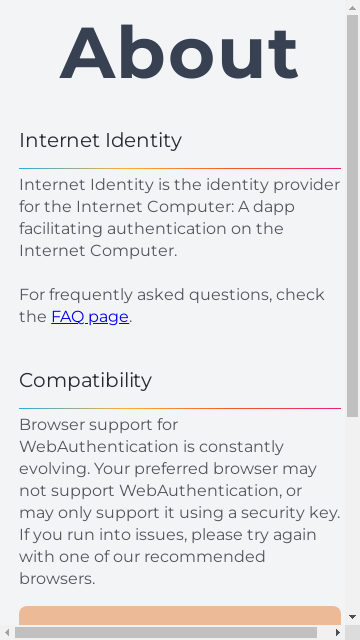 About
Internet Identity
Internet Identity is the identity provider
for the Internet Computer: A dapp
facilitating authentication on the
Internet Computer.
For frequently asked questions, check
the FAQ page.
Compatibility
Browser support for
WebAuthentication is constantly
evolving. Your preferred browser may
not support WebAuthentication, or
may only support it using a security key.
If you run into issues, please try again
with one of our recommended
browsers.